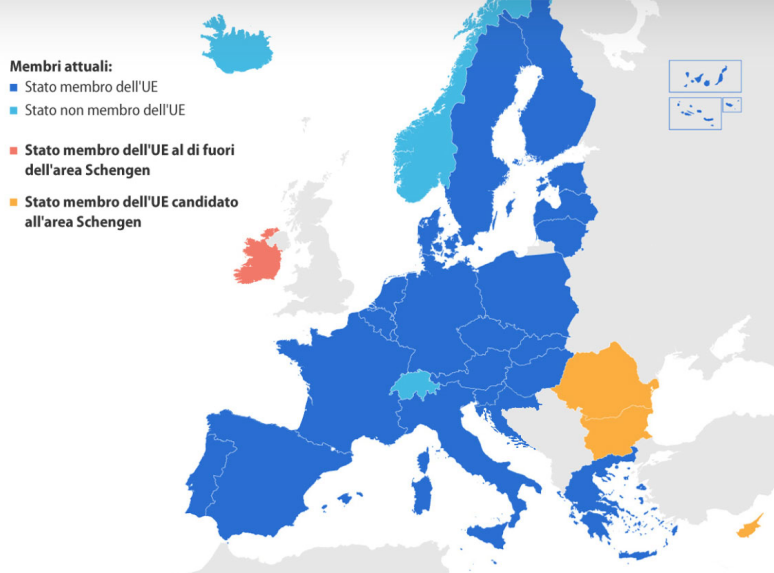 Membri attuali:
Stato membro dell'UE
Stato non membro dell'UE
Stato membro dell'UE al di fuori
dell'area Schengen
Stato membro dell'UE candidato
all'area Schengen